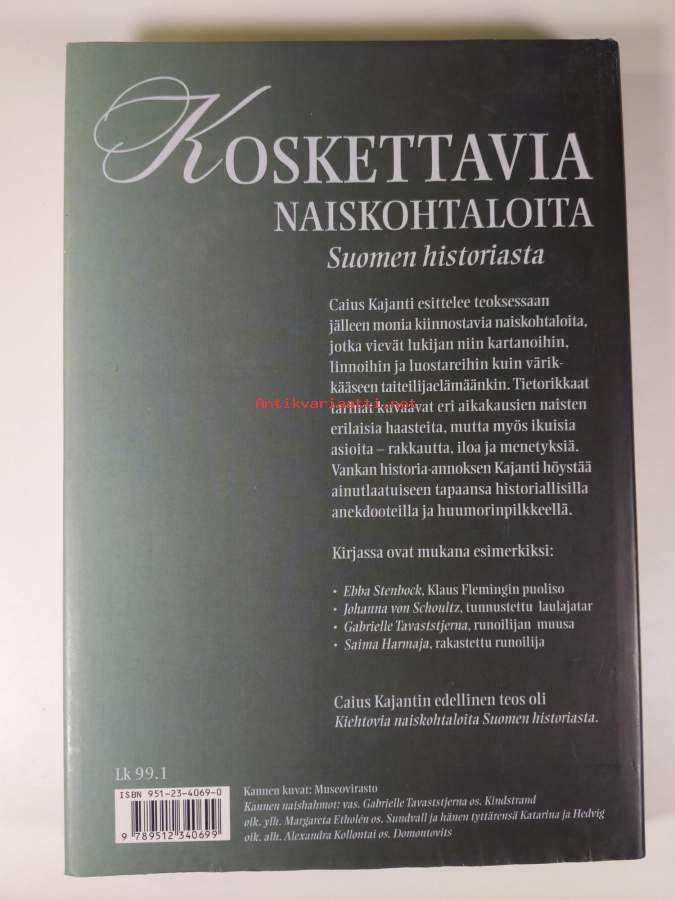 KOSKETTAVIA
NAISKOHTALOITA
Suomen historiasta
Caius Kajanti esittelee teoksessaan
jälleen monia kiinnostavia naiskohtaloita,
jotka vievät lukijan niin kartanoihin,
linnoihin ja luostareihin kuin värik-
kääseen taiteilijaelämäänkin. Tietorikkaat
Antikvariaatti.net
tarinat kuvaavat eri aikakausien naisten
erilaisia haasteita, mutta myös ikuisia
asioita – rakkautta, iloa ja menetyksiä.
Vankan historia-annoksen Kajanti höystää
ainutlaatuiseen tapaansa historiallisilla
anekdooteilla ja huumorinpilkkeellä.
Kirjassa ovat mukana esimerkiksi:
• Ebba Stenbock, Klaus Flemingin puoliso
• Johanna von Schoultz, tunnustettu laulajatar
• Gabrielle Tavaststjerna, runoilijan muusa
• Saima Harmaja, rakastettu runoilija
Caius Kajantin edellinen teos oli
Kiehtovia naiskohtaloita Suomen historiasta.
Lk 99.1
ISBN 951-23-4069-0
9 789512 340699
Kannen kuvat: Museovirasto
Kannen naishahmot: vas. Gabrielle Tavaststjerna os. Kindstrand
oik. ylh. Margareta Etholén os. Sundvall ja hänen tyttärensä Katarina ja Hedvig
oik. alh. Alexandra Kollontai os. Domontovits